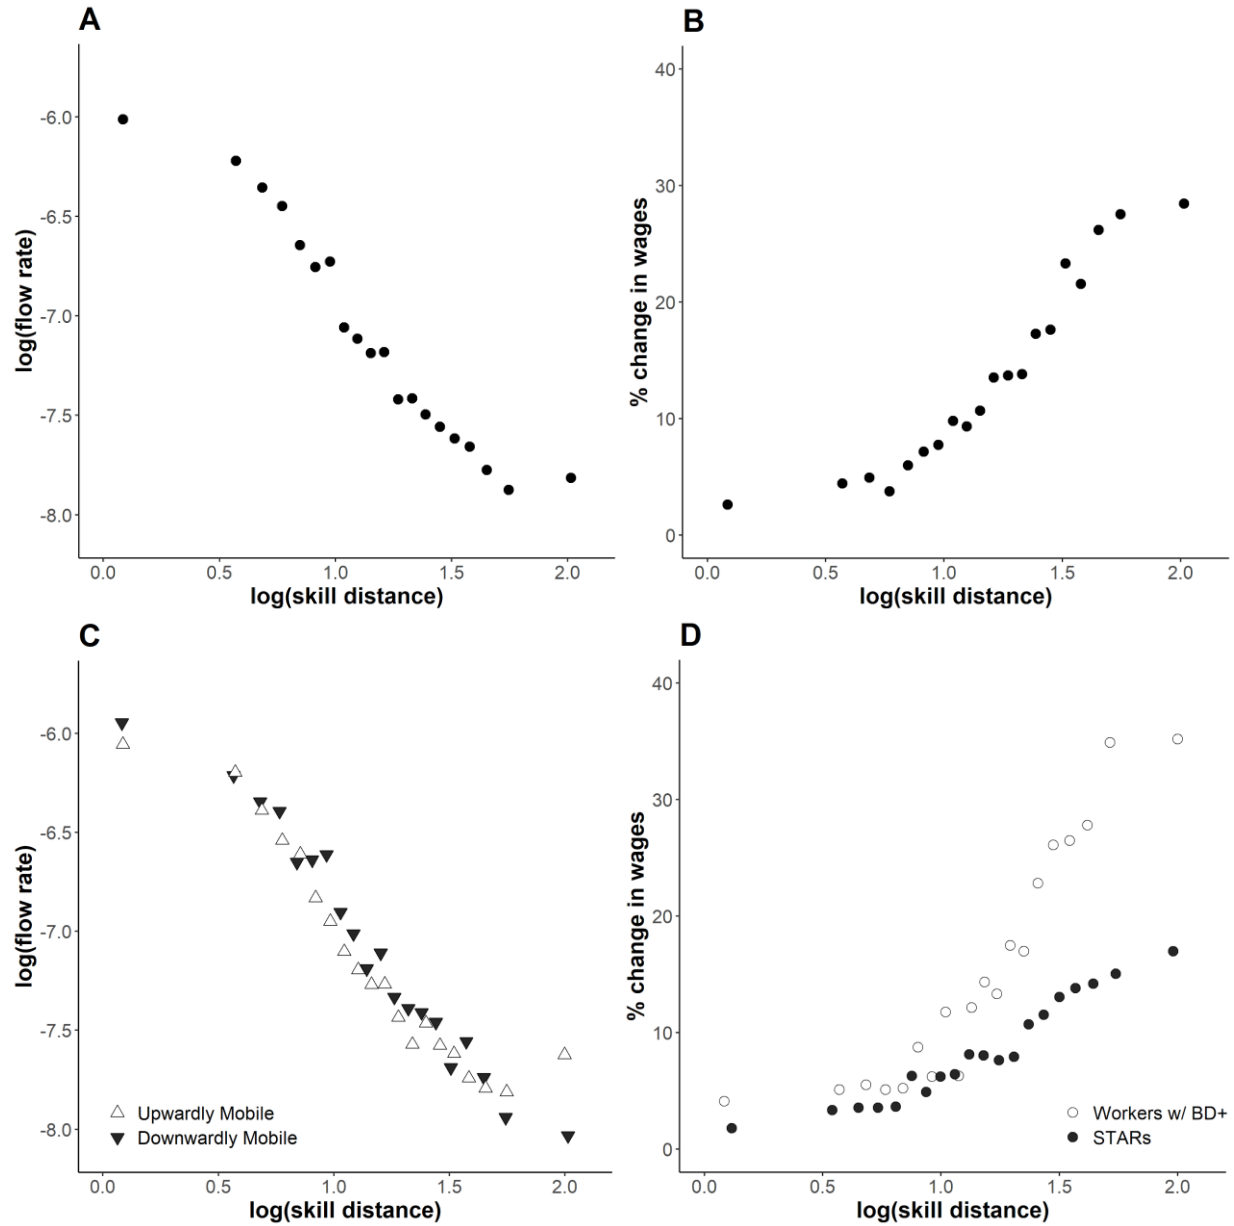 A
-6.0
-6.5
-7.0
-7.5
-8.0
log(flow rate)
0.0 0.5 1.0 1.5 2.0
log(skill distance)
B
40
30
20
10
0
% change in wages
0.0 0.5 1.0 1.5 2.0
log(skill distance)
C
-6.0
-6.5
-7.0
-7.5
-8.0
log(flow rate)
Upwardly Mobile
Downwardly Mobile
0.0 0.5 1.0 1.5 2.0
log(skill distance)
D
40
30
20
10
0
% change in wages
Workers w/ BD+
STARs
0.0 0.5 1.0 1.5 2.0
log(skill distance)